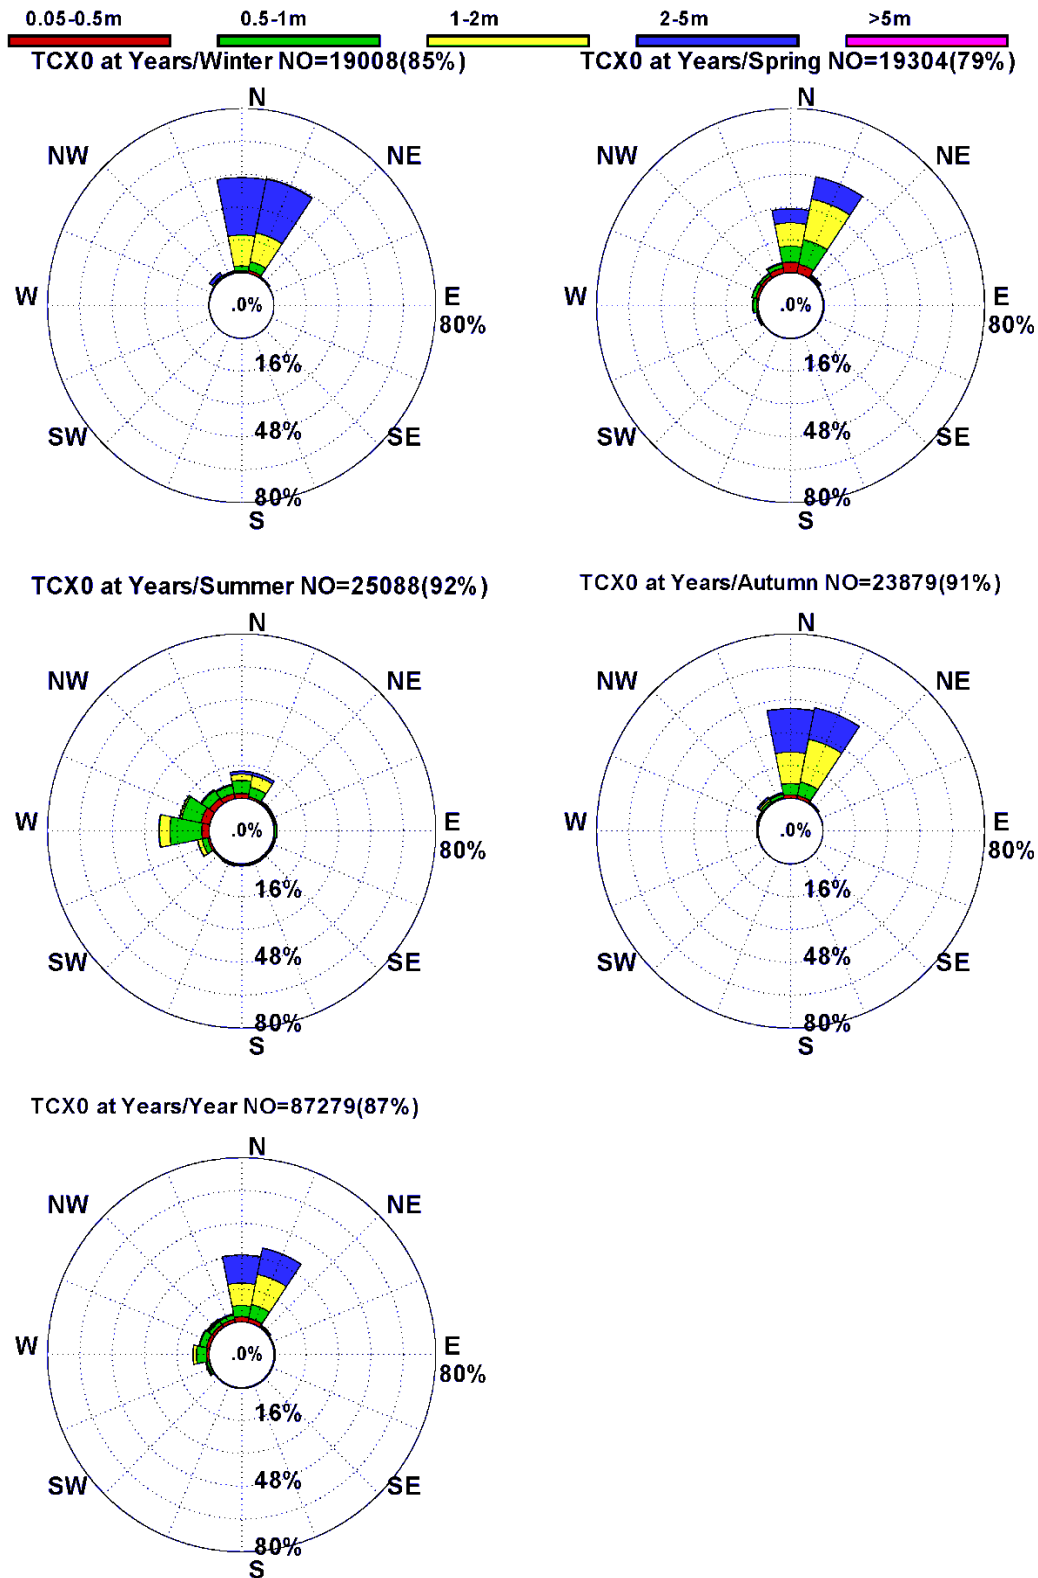 0.05-0.5m 0.5-1m 1-2m 2-5m >5m
TCX0 at Years/Winter NO=19008(85%) TCX0 at Years/Spring NO=19304(79%)
N N
NW NE NW NE
W .0% E W .0% E
80% 80%
16% 16%
SW 48% SE SW 48% SE
80% 80%
S S
TCX0 at Years/Summer NO=25088(92%) TCX0 at Years/Autumn NO=23879(91%)
N N
NW NE NW NE
W .0% E W .0% E
80% 80%
16% 16%
SW 48% SE SW 48% SE
80% 80%
S S
TCX0 at Years/Year NO=87279(87%)
N
NW NE
W .0% E
80%
16%
SW 48% SE
80%
S